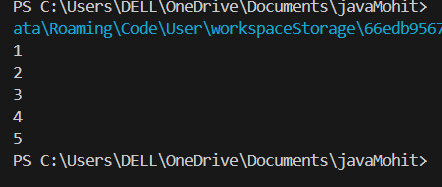 PS C:\Users\DELL\OneDrive\Documents\javaMohit>
ata\Roaming\Code\User\workspaceStorage\66edb9567
1
2
3
4
5
PS C:\Users\DELL\OneDrive\Documents\javaMohit>